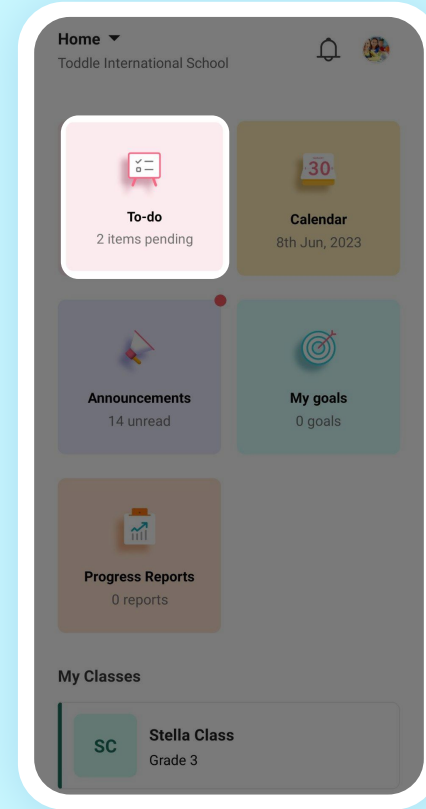 Home
Toddle International School
To-do
2 items pending
30
Calendar
8th Jun, 2023
Announcements
14 unread
My goals
0 goals
Progress Reports
0 reports
My Classes
SC
Stella Class
Grade 3